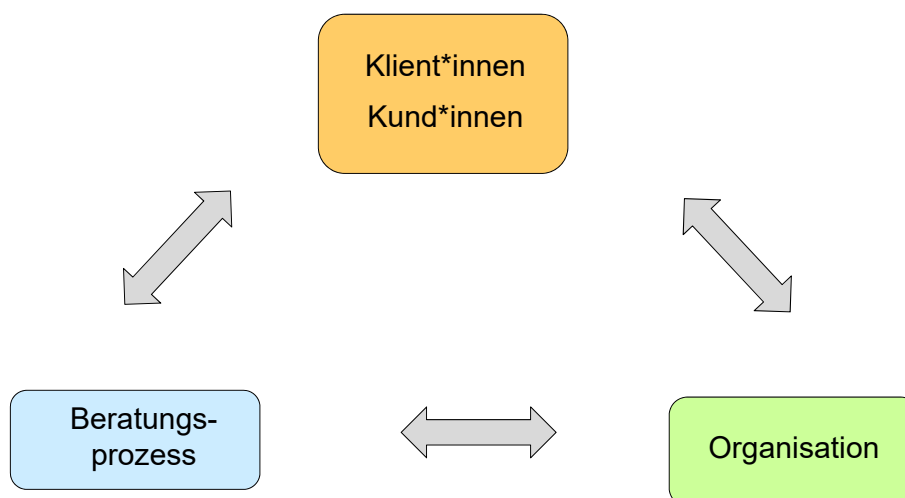 Klient*innen
Kund*innen
Beratungs-
prozess
Organisation